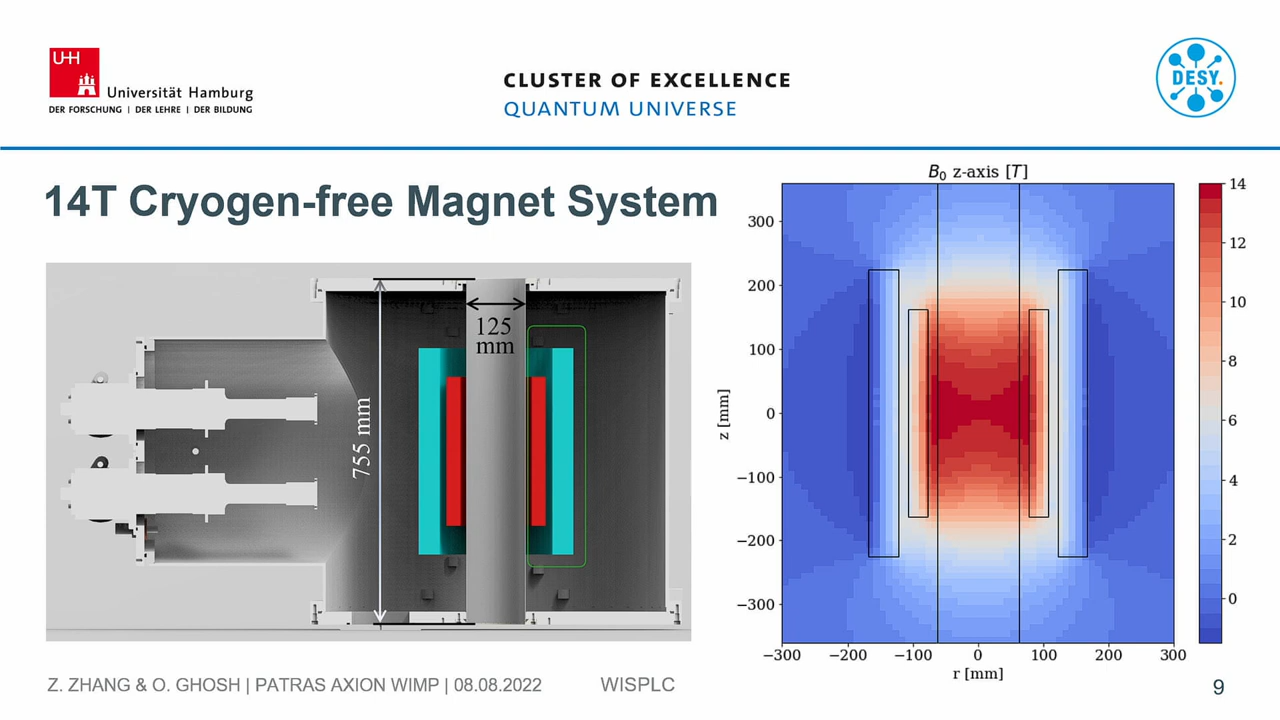 UHH
Universität Hamburg
DER FORSCHUNG | DER LEHRE | DER BILDUNG
CLUSTER OF EXCELLENCE
QUANTUM UNIVERSE
DESY.
14T Cryogen-free Magnet System
125
mm
755 mm
B0 z-axis [T]
300
200
100
0
−100
−200
−300
z [mm]
−300 −200 −100 0 100 200 300
r [mm]
14
12
10
8
6
4
2
0
Z. ZHANG & O. GHOSH | PATRAS AXION WIMP | 08.08.2022
WISPLC
9